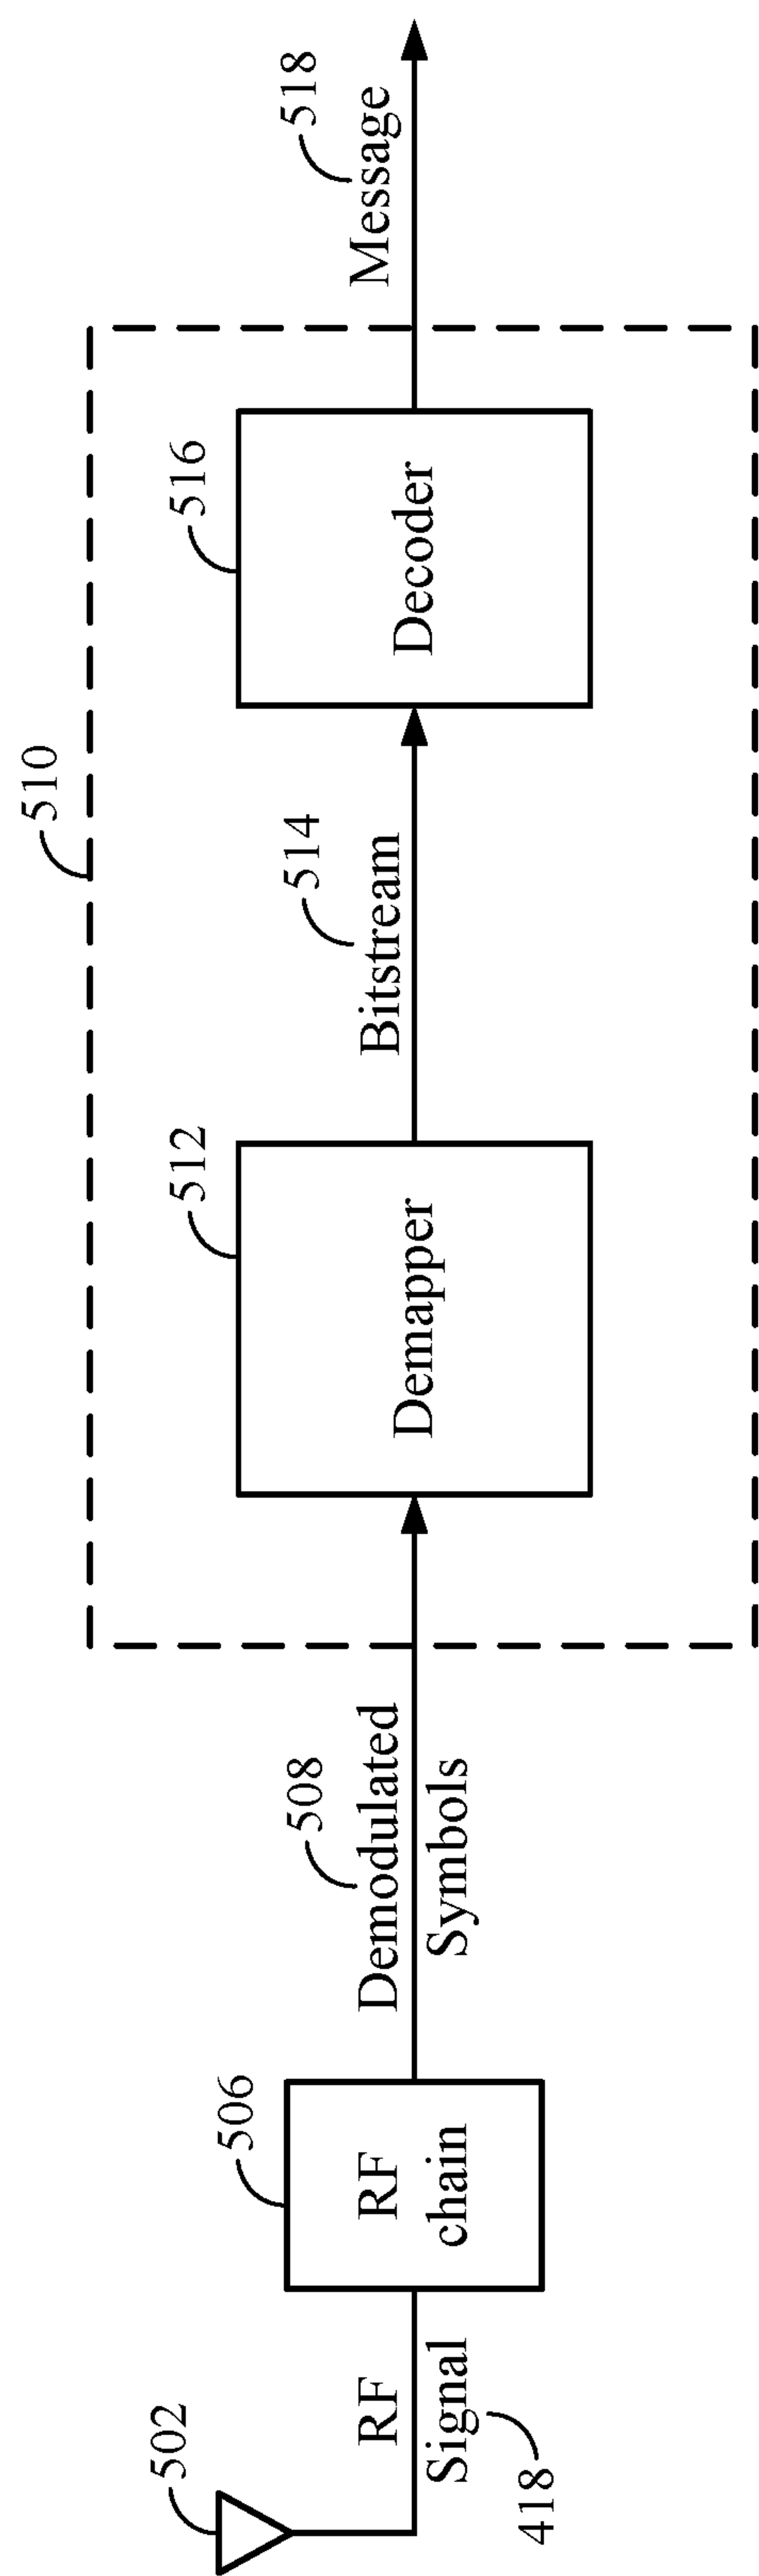 510
502
RF
Signal
418
506
RF
chain
508
Demodulated
Symbols
512
Demapper
514
Bitstream
516
Decoder
518
Message